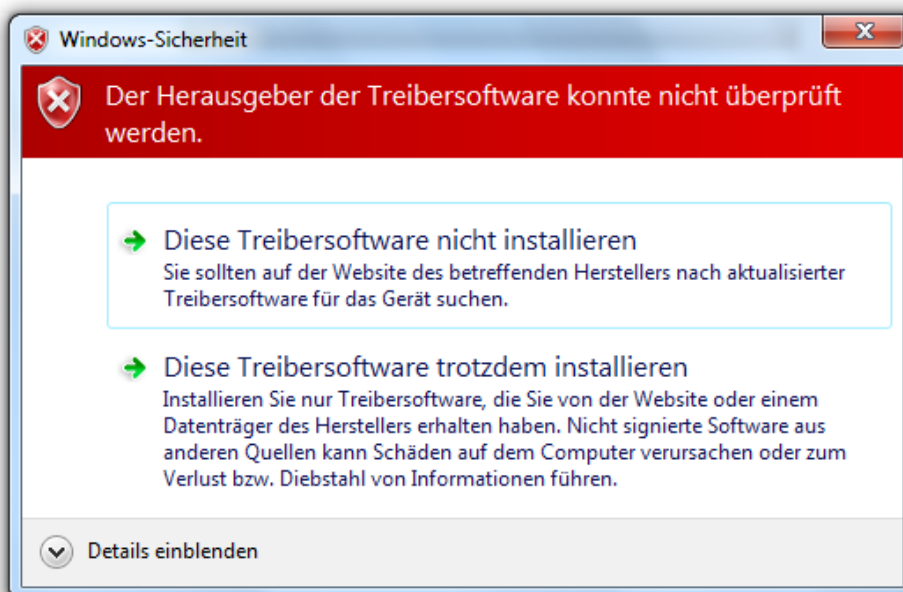 Windows-Sicherheit
Der Herausgeber der Treibersoftware konnte nicht überprüft
werden.
Diese Treibersoftware nicht installieren
Sie sollten auf der Website des betreffenden Herstellers nach aktualisierter
Treibersoftware für das Gerät suchen.
Diese Treibersoftware trotzdem installieren
Installieren Sie nur Treibersoftware, die Sie von der Website oder einem
Datenträger des Herstellers erhalten haben. Nicht signierte Software aus
anderen Quellen kann Schäden auf dem Computer verursachen oder zum
Verlust bzw. Diebstahl von Informationen führen.
Details einblenden